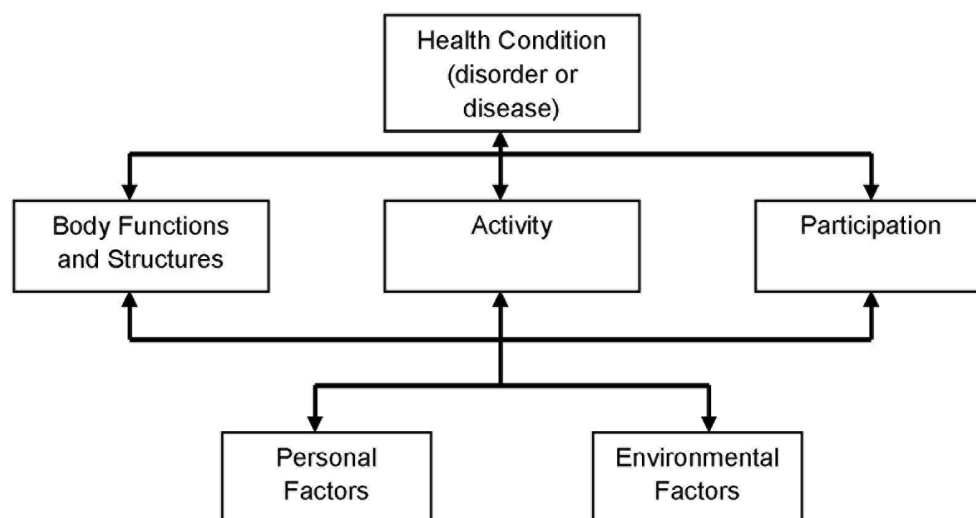 Health Condition
(disorder or
disease)
Body Functions
and Structures
Activity
Participation
Personal
Factors
Environmental
Factors